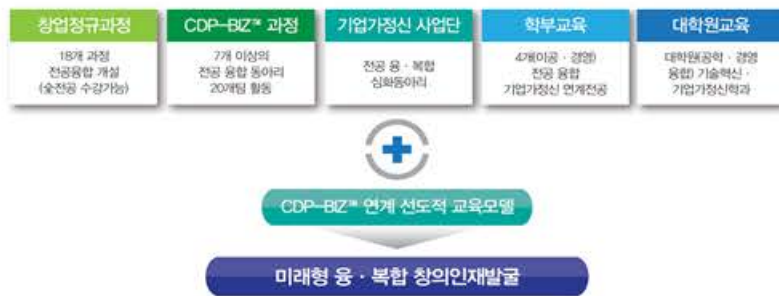 창업정규과정
18개 과정
전공융합 개설
(全전공 수강가능)
CDP-BIZ™ 과정
7개 이상의
전공 융합 동아리
20개팀 활동
기업가정신 사업단
전공 융·복합
심화동아리
학부교육
4개(이공·경영)
전공 융합
기업가정신 연계전공
대학원교육
대학원(공학·경영
융합) 기술혁신·
기업가정신학과
CDP-BIZ™ 연계 선도적 교육모델
미래형 융·복합 창의인재발굴